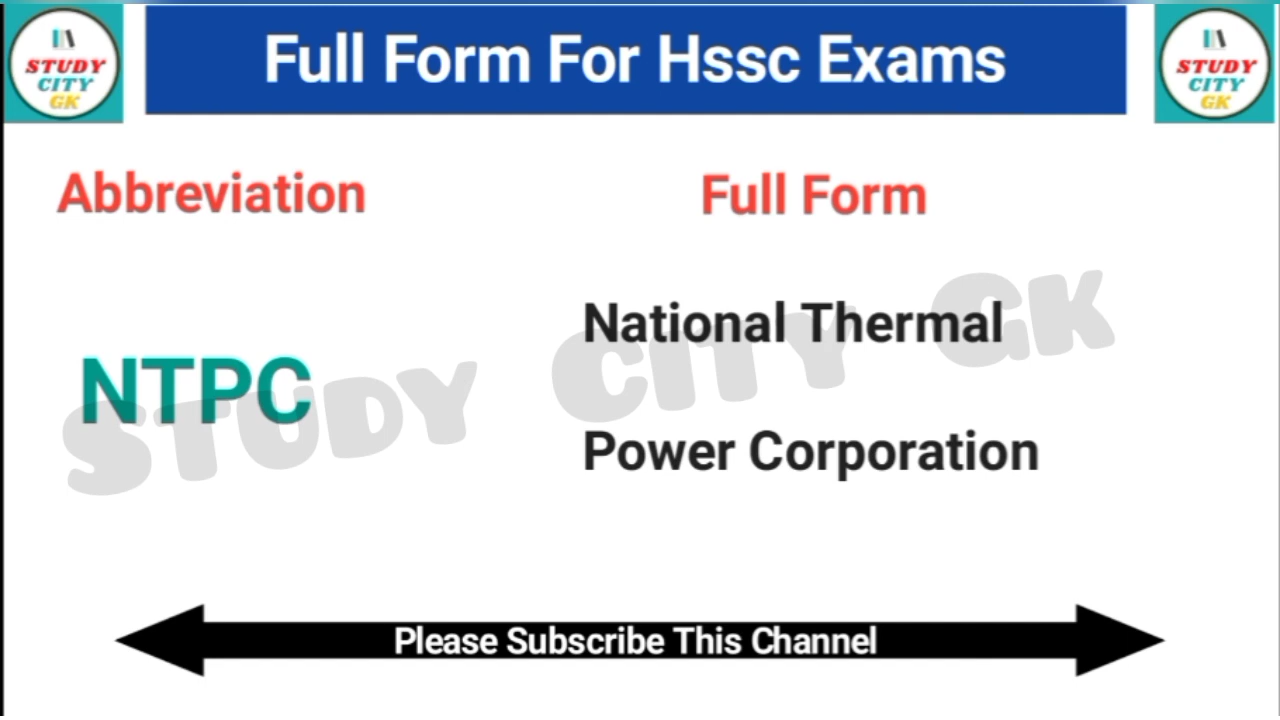 STUDY
CITY
GK
Full Form For Hssc Exams
STUDY
CITY
GK
Abbreviation
Full Form
NTPC
National Thermal
Power Corporation
STUDY CITY GK
Please Subscribe This Channel